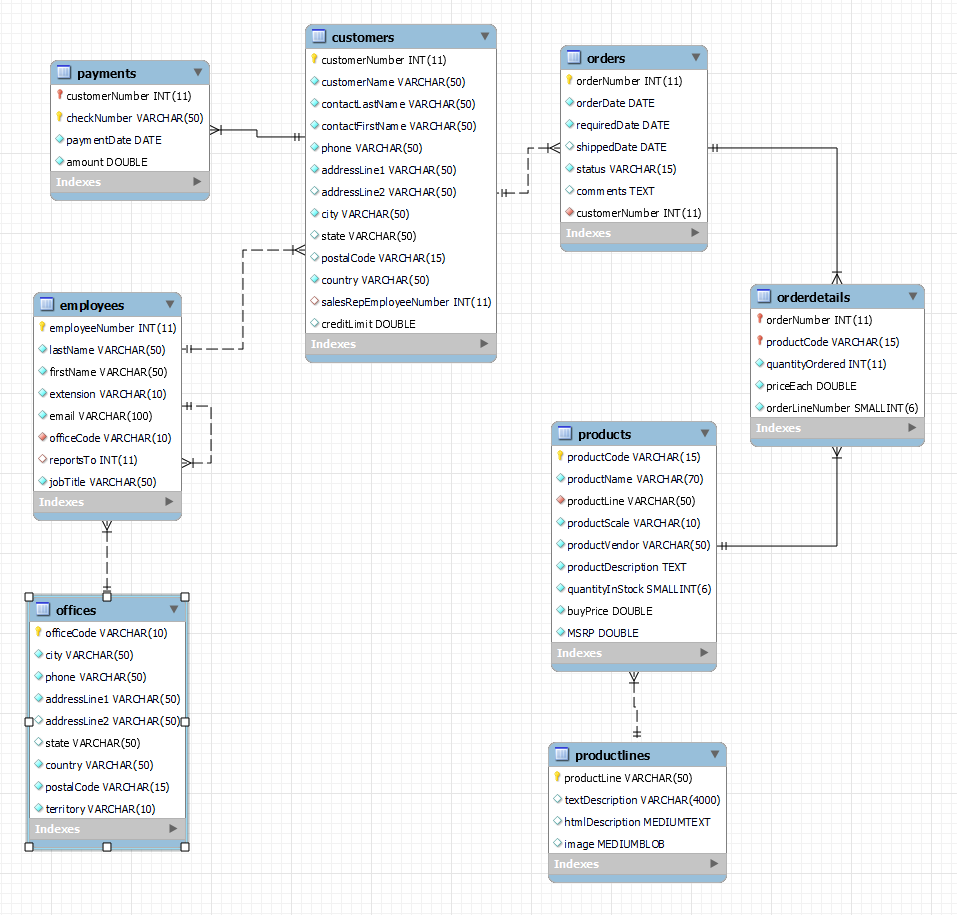 payments
customerNumber INT(11)
checkNumber VARCHAR(50)
paymentDate DATE
amount DOUBLE
Indexes
customers
customerNumber INT(11)
customerName VARCHAR(50)
contactLastName VARCHAR(50)
contactFirstName VARCHAR(50)
phone VARCHAR(50)
addressLine1 VARCHAR(50)
addressLine2 VARCHAR(50)
city VARCHAR(50)
state VARCHAR(50)
postalCode VARCHAR(15)
country VARCHAR(50)
salesRepEmployeeNumber INT(11)
creditLimit DOUBLE
Indexes
orders
orderNumber INT(11)
orderDate DATE
requiredDate DATE
shippedDate DATE
status VARCHAR(15)
comments TEXT
customerNumber INT(11)
Indexes
employees
employeeNumber INT(11)
lastName VARCHAR(50)
firstName VARCHAR(50)
extension VARCHAR(10)
email VARCHAR(100)
officeCode VARCHAR(10)
reportsTo INT(11)
jobTitle VARCHAR(50)
Indexes
orderdetails
orderNumber INT(11)
productCode VARCHAR(15)
quantityOrdered INT(11)
priceEach DOUBLE
orderLineNumber SMALLINT(6)
Indexes
products
productCode VARCHAR(15)
productName VARCHAR(70)
productLine VARCHAR(50)
productScale VARCHAR(10)
productVendor VARCHAR(50)
productDescription TEXT
quantityInStock SMALLINT(6)
buyPrice DOUBLE
MSRP DOUBLE
Indexes
offices
officeCode VARCHAR(10)
city VARCHAR(50)
phone VARCHAR(50)
addressLine1 VARCHAR(50)
addressLine2 VARCHAR(50)
state VARCHAR(50)
country VARCHAR(50)
postalCode VARCHAR(15)
territory VARCHAR(10)
Indexes
productlines
productLine VARCHAR(50)
textDescription VARCHAR(4000)
htmlDescription MEDIUMTEXT
image MEDIUMBLOB
Indexes